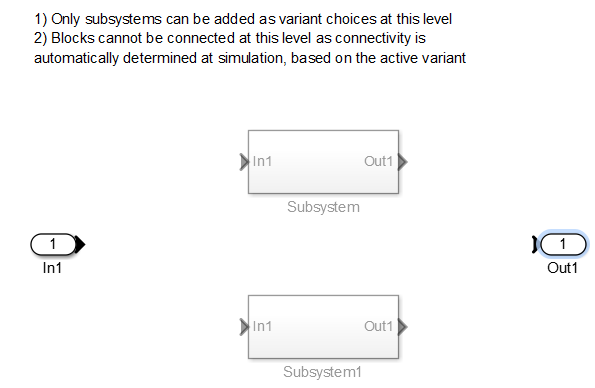 1) Only subsystems can be added as variant choices at this level
2) Blocks cannot be connected at this level as connectivity is
automatically determined at simulation, based on the active variant
In1 Out1
Subsystem
1 1
In1 Out1
In1 Out1
Subsystem1